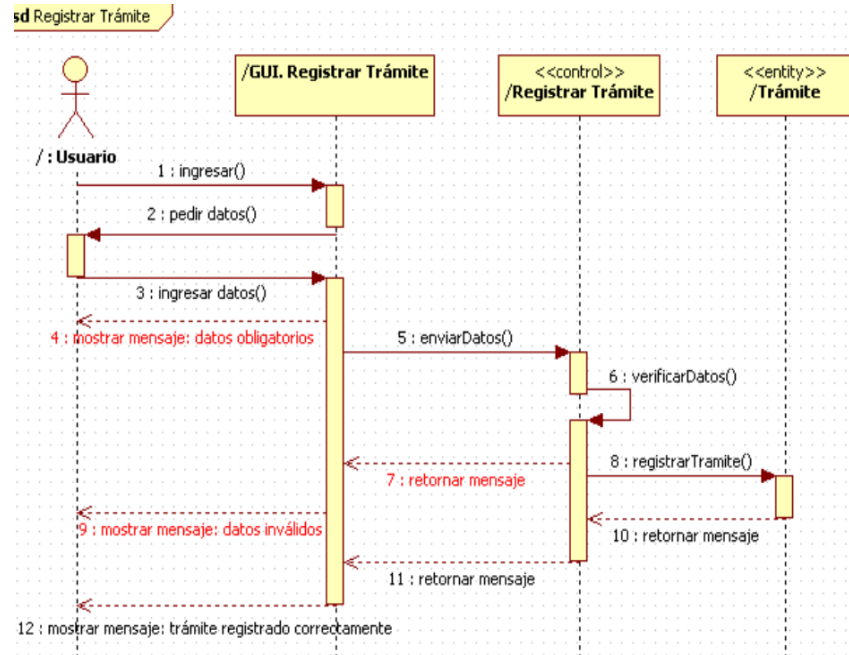 sd Registrar Trámite
/GUI. Registrar Trámite
<<control>>
/Registrar Trámite
<<entity>>
/Trámite
/ : Usuario
1 : ingresar()
2 : pedir datos()
3 : ingresar datos()
4 : mostrar mensaje: datos obligatorios
5 : enviarDatos()
6 : verificarDatos()
8 : registrarTramite()
7 : retornar mensaje
9 : mostrar mensaje: datos inválidos
10 : retornar mensaje
11 : retornar mensaje
12 : mostrar mensaje: trámite registrado correctamente